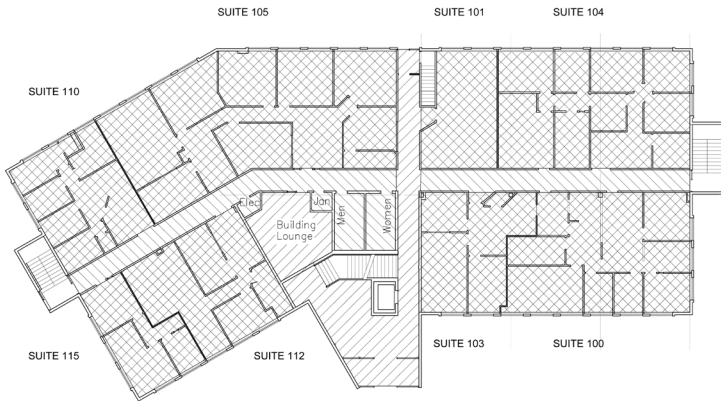 SUITE 105
SUITE 101
SUITE 104
SUITE 110
Elec
Jan
Men
Women
Building
Lounge
SUITE 115
SUITE 112
SUITE 103
SUITE 100